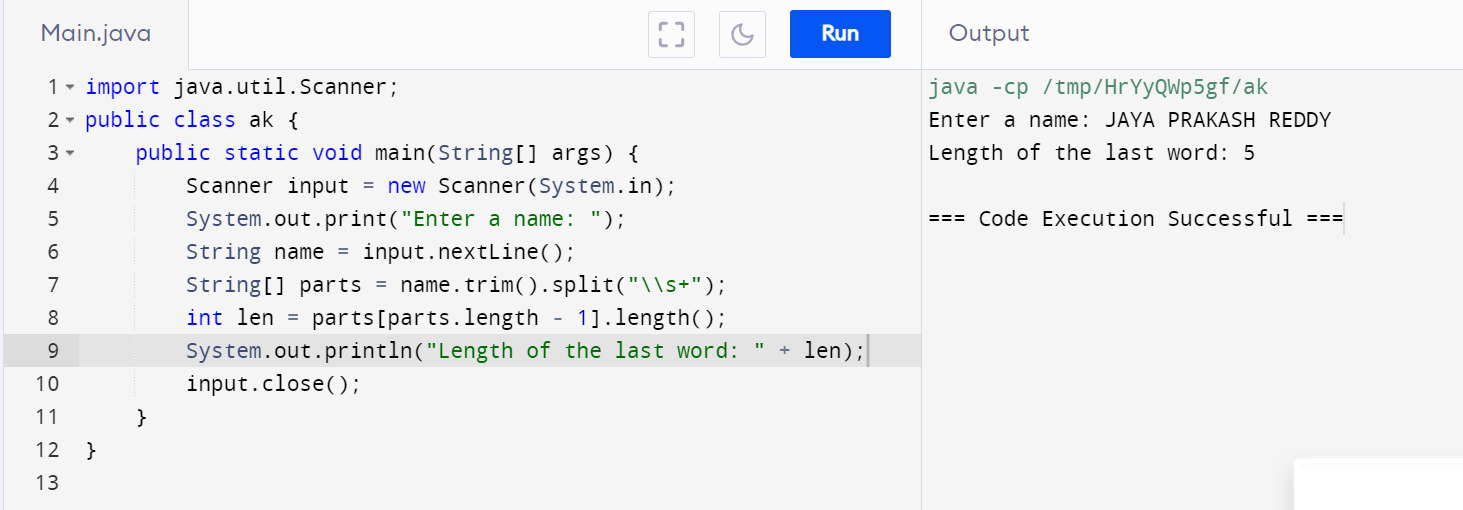 Main.java
Run
1 import java.util.Scanner;
2 public class ak {
3     public static void main(String[] args) {
4         Scanner input = new Scanner(System.in);
5         System.out.print("Enter a name: ");
6         String name = input.nextLine();
7         String[] parts = name.trim().split("\\s+");
8         int len = parts[parts.length - 1].length();
9         System.out.println("Length of the last word: " + len);
10         input.close();
11     }
12 }
13
Output
java -cp /tmp/HrYyQWp5gf/ak
Enter a name: JAYA PRAKASH REDDY
Length of the last word: 5
=== Code Execution Successful ===